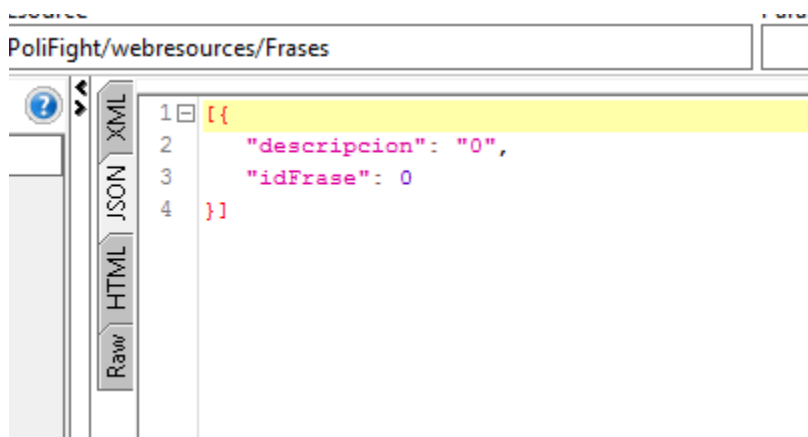 PoliFight/webresources/Frases
XML
JSON
HTML
Raw
1 [{
2 "descripcion": "0",
3 "idFrase": 0
4 }]